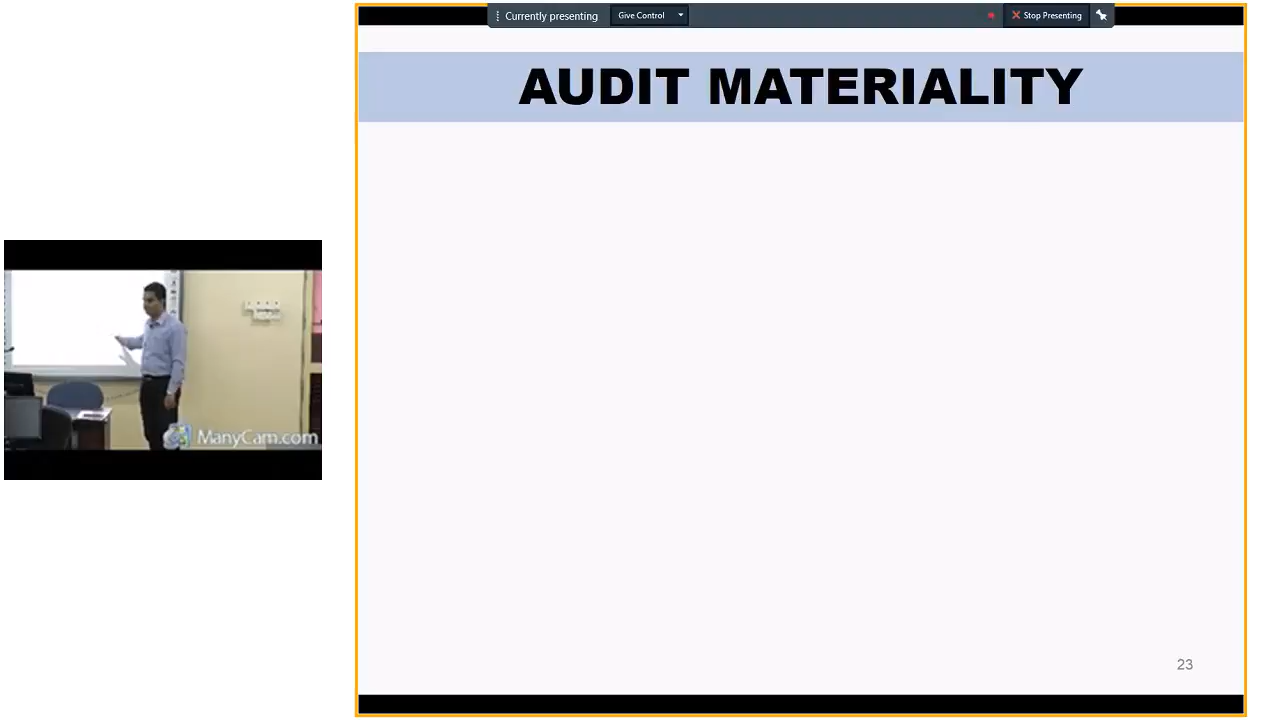 Currently presenting
Give Control
Stop Presenting
AUDIT MATERIALITY
ManyCam.com
23